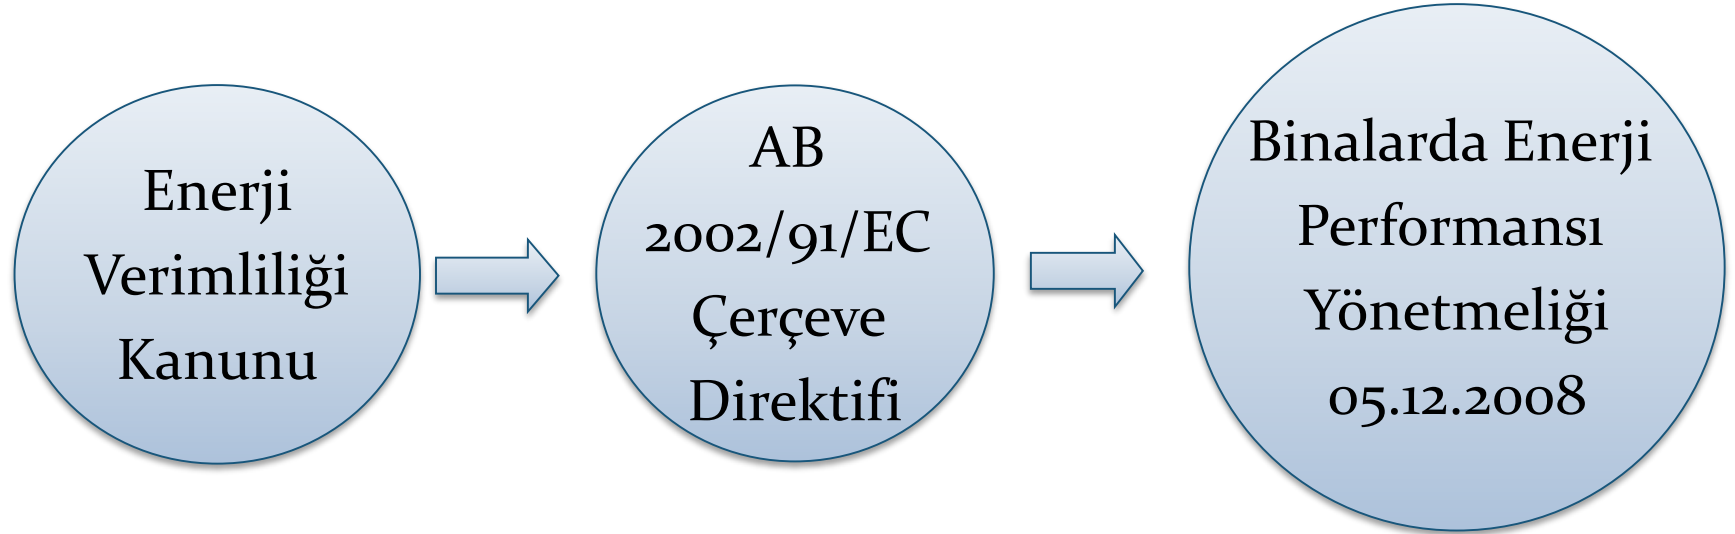 Enerji
Verimliliği
Kanunu
AB
2002/91/EC
Çerçeve
Direktifi
Binalarda Enerji
Performansı
Yönetmeliği
05.12.2008